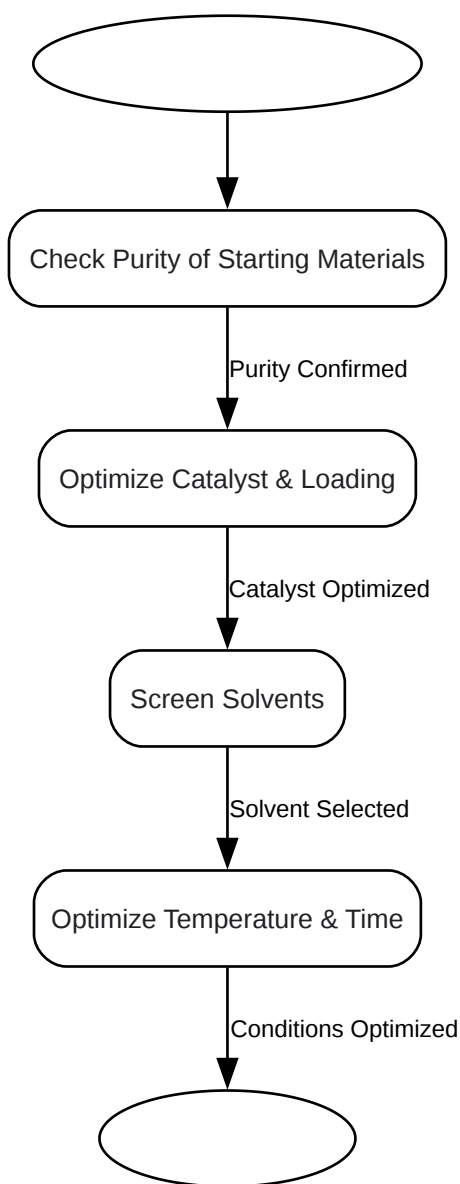 Check Purity of Starting Materials
Purity Confirmed
Optimize Catalyst & Loading
Catalyst Optimized
Screen Solvents
Solvent Selected
Optimize Temperature & Time
Conditions Optimized